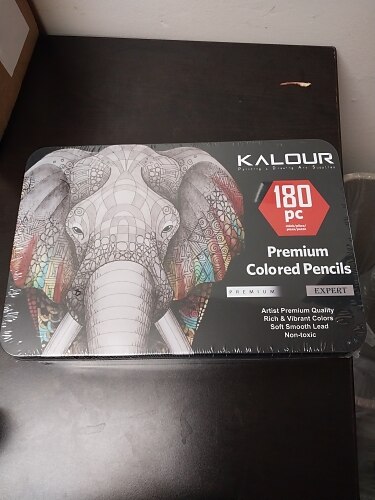 KALOUR
Painting & Drawing Art Supplies
180
pc
Premium
Colored Pencils
PREMIUM
EXPERT
Artist Premium Quality
Rich & Vibrant Colors
Soft Smooth Lead
Non-toxic